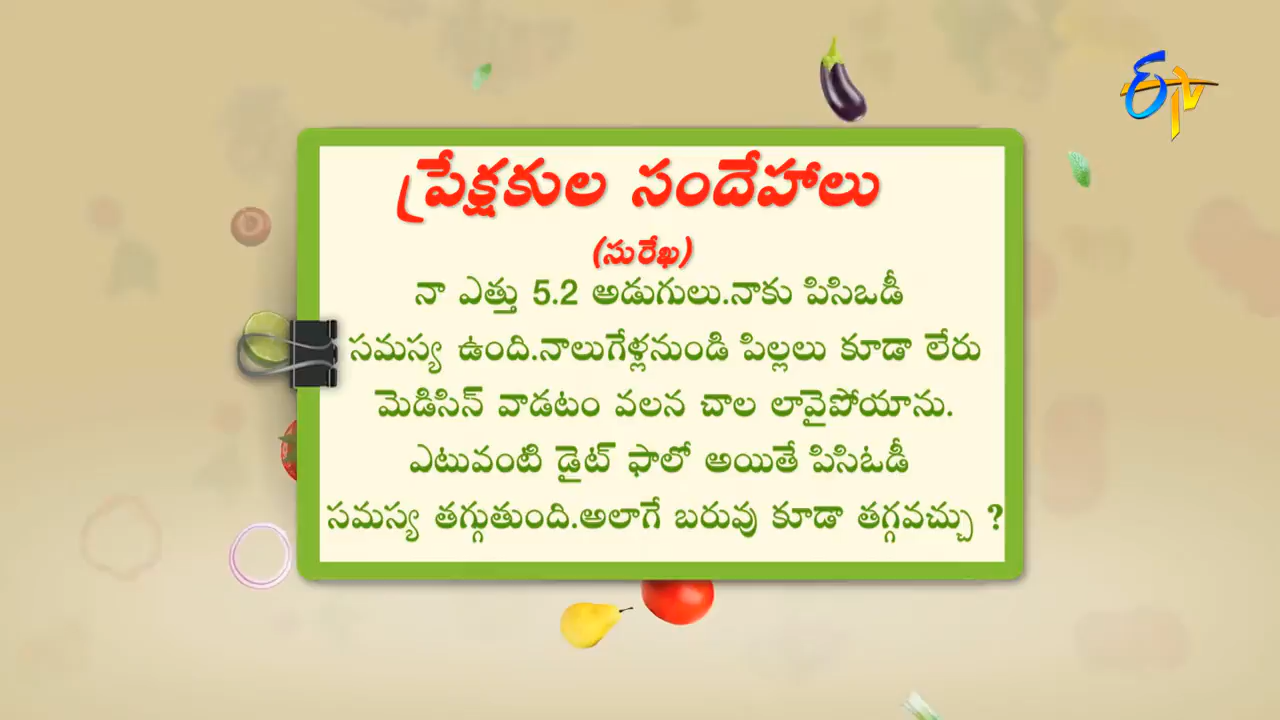 ప్రేక్షకుల సందేహాలు
(సురేఖ)
నా ఎత్తు 5.2 అడుగులు.నాకు పిసిఒడీ
సమస్య ఉంది.నాలుగేళ్లనుండి పిల్లలు కూడా లేరు
మెడిసిన్ వాడటం వలన చాల లావైపోయాను.
ఎటువంటి డైట్ ఫాలో అయితే పిసిఓడీ
సమస్య తగ్గుతుంది.అలాగే బరువు కూడా తగ్గవచ్చు ?
ETV